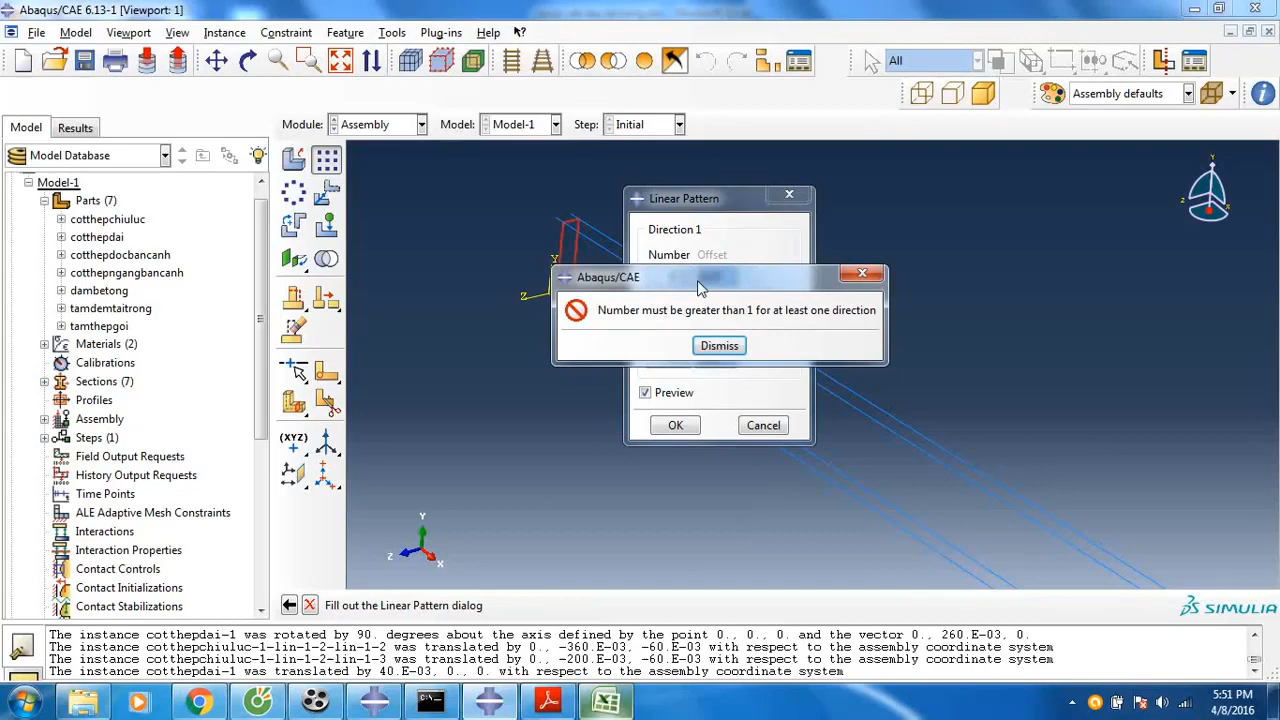 Abaqus/CAE 6.13-1 [Viewport: 1]
File Model Viewport View Instance Constraint Feature Tools Plug-ins Help
All
Assembly defaults
Model Results
Module: Assembly Model: Model-1 Step: Initial
Model Database
Model-1
Parts (7)
cotthepchiuluc
cotthepdai
cotthepdocbancanh
cotthepngangbancanh
dambetong
tamdemtaitrong
tamthepgoi
Materials (2)
Calibrations
Sections (7)
Profiles
Assembly
Steps (1)
Field Output Requests
History Output Requests
Time Points
ALE Adaptive Mesh Constraints
Interactions
Interaction Properties
Contact Controls
Contact Initializations
Contact Stabilizations
(XYZ)
Linear Pattern
Direction 1
Number Offset
Abaqus/CAE
Number must be greater than 1 for at least one direction
Dismiss
Preview
OK Cancel
Y
Z
Y
Z
X
Y
Z
X
Fill out the Linear Pattern dialog
SIMULIA
The instance cotthepdai-1 was rotated by 90. degrees about the axis defined by the point 0., 0., 0. and the vector 0., 260.E-03, 0.
The instance cotthepchiuluc-1-lin-1-2-lin-1-2 was translated by 0., -360.E-03, -60.E-03 with respect to the assembly coordinate system
The instance cotthepchiuluc-1-lin-1-2-lin-1-3 was translated by 0., -200.E-03, -60.E-03 with respect to the assembly coordinate system
The instance cotthepdai-1 was translated by 40.E-03, 0., 0. with respect to the assembly coordinate system
5:51 PM
4/8/2016